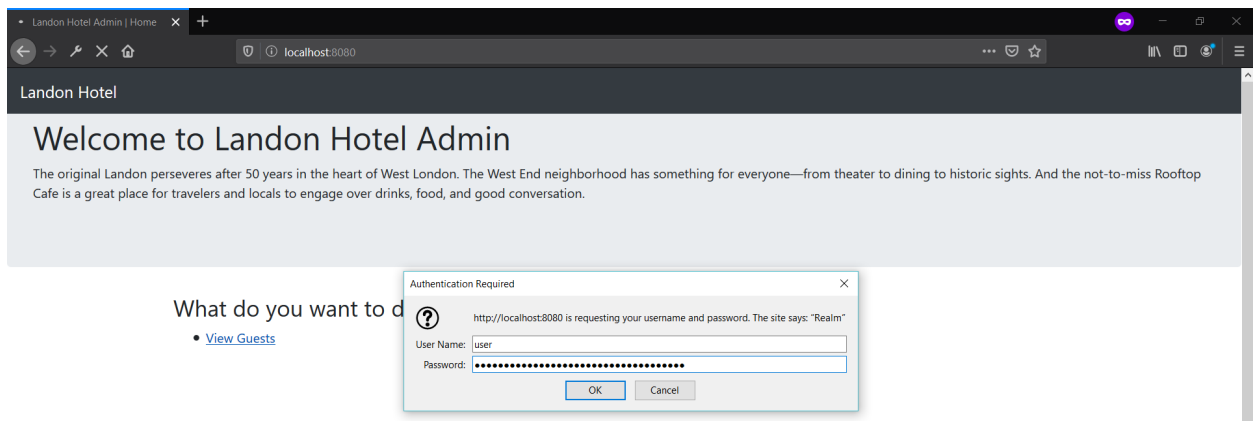 Landon Hotel Admin | Home
localhost:8080
Landon Hotel
Welcome to Landon Hotel Admin
The original Landon perseveres after 50 years in the heart of West London. The West End neighborhood has something for everyone—from theater to dining to historic sights. And the not-to-miss Rooftop
Cafe is a great place for travelers and locals to engage over drinks, food, and good conversation.
What do you want to d
View Guests
Authentication Required
http://localhost:8080 is requesting your username and password. The site says: “Realm”
User Name: user
Password: ••••••••••••••••••••••••••••••••••••
OK Cancel